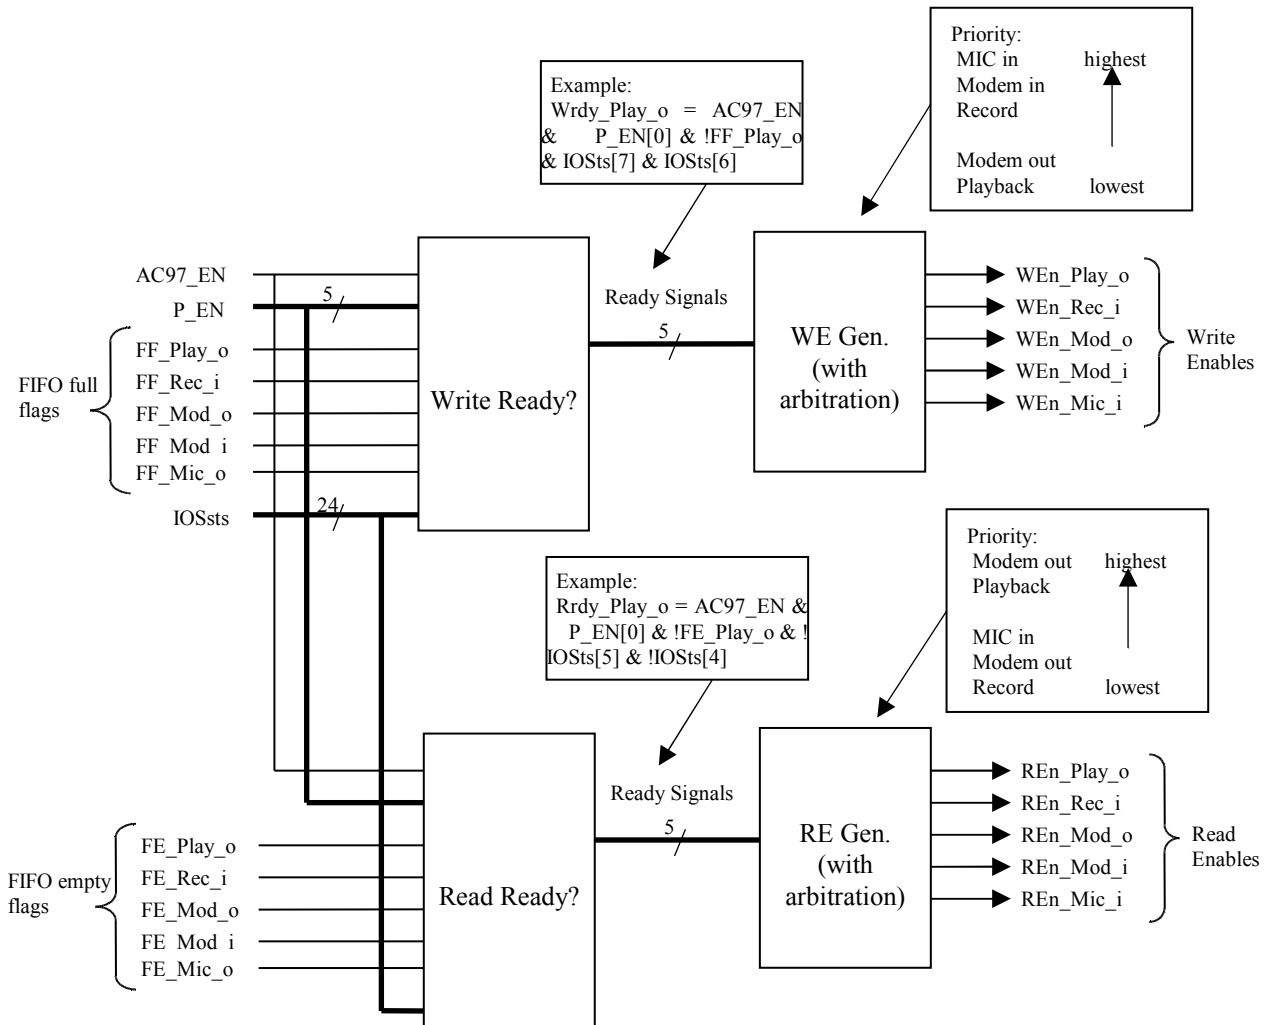 Priority:
MIC in highest
Modem in
Record
Modem out
Playback lowest
Example:
Wrdy_Play_o = AC97_EN
& P_EN[0] & !FF_Play_o
& IOSts[7] & IOSts[6]
AC97_EN
P_EN
5
FIFO full
flags
FF_Play_o
FF_Rec_i
FF_Mod_o
FF_Mod_i
FF_Mic_o
IOSsts
24
Write Ready?
Ready Signals
5
WE Gen.
(with
arbitration)
WEn_Play_o
WEn_Rec_i
WEn_Mod_o
WEn_Mod_i
WEn_Mic_i
Write
Enables
Priority:
Modem out highest
Playback
MIC in
Modem out
Record lowest
Example:
Rrdy_Play_o = AC97_EN &
P_EN[0] & !FE_Play_o & !
IOSts[5] & !IOSts[4]
FIFO empty
flags
FE_Play_o
FE_Rec_i
FE_Mod_o
FE_Mod_i
FE_Mic_o
Read Ready?
Ready Signals
5
RE Gen.
(with
arbitration)
REn_Play_o
REn_Rec_i
REn_Mod_o
REn_Mod_i
REn_Mic_i
Read
Enables